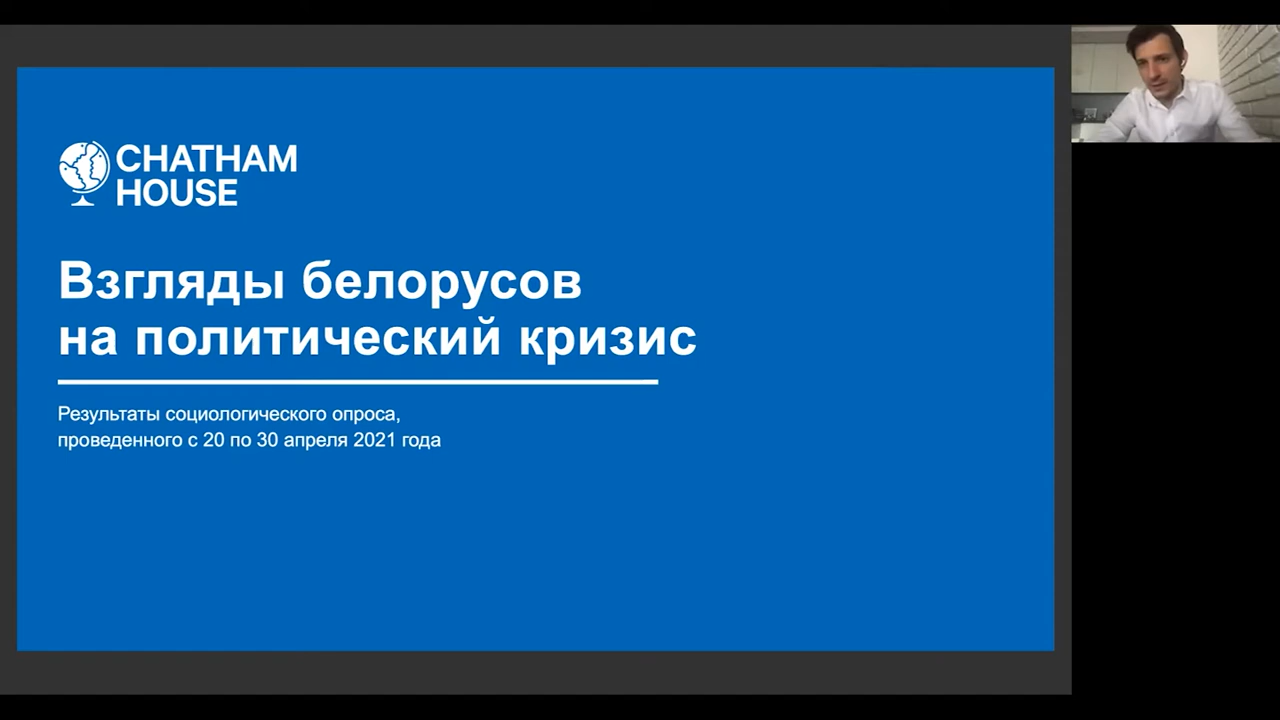 CHATHAM
HOUSE
Взгляды белорусов
на политический кризис
Результаты социологического опроса,
проведенного с 20 по 30 апреля 2021 года